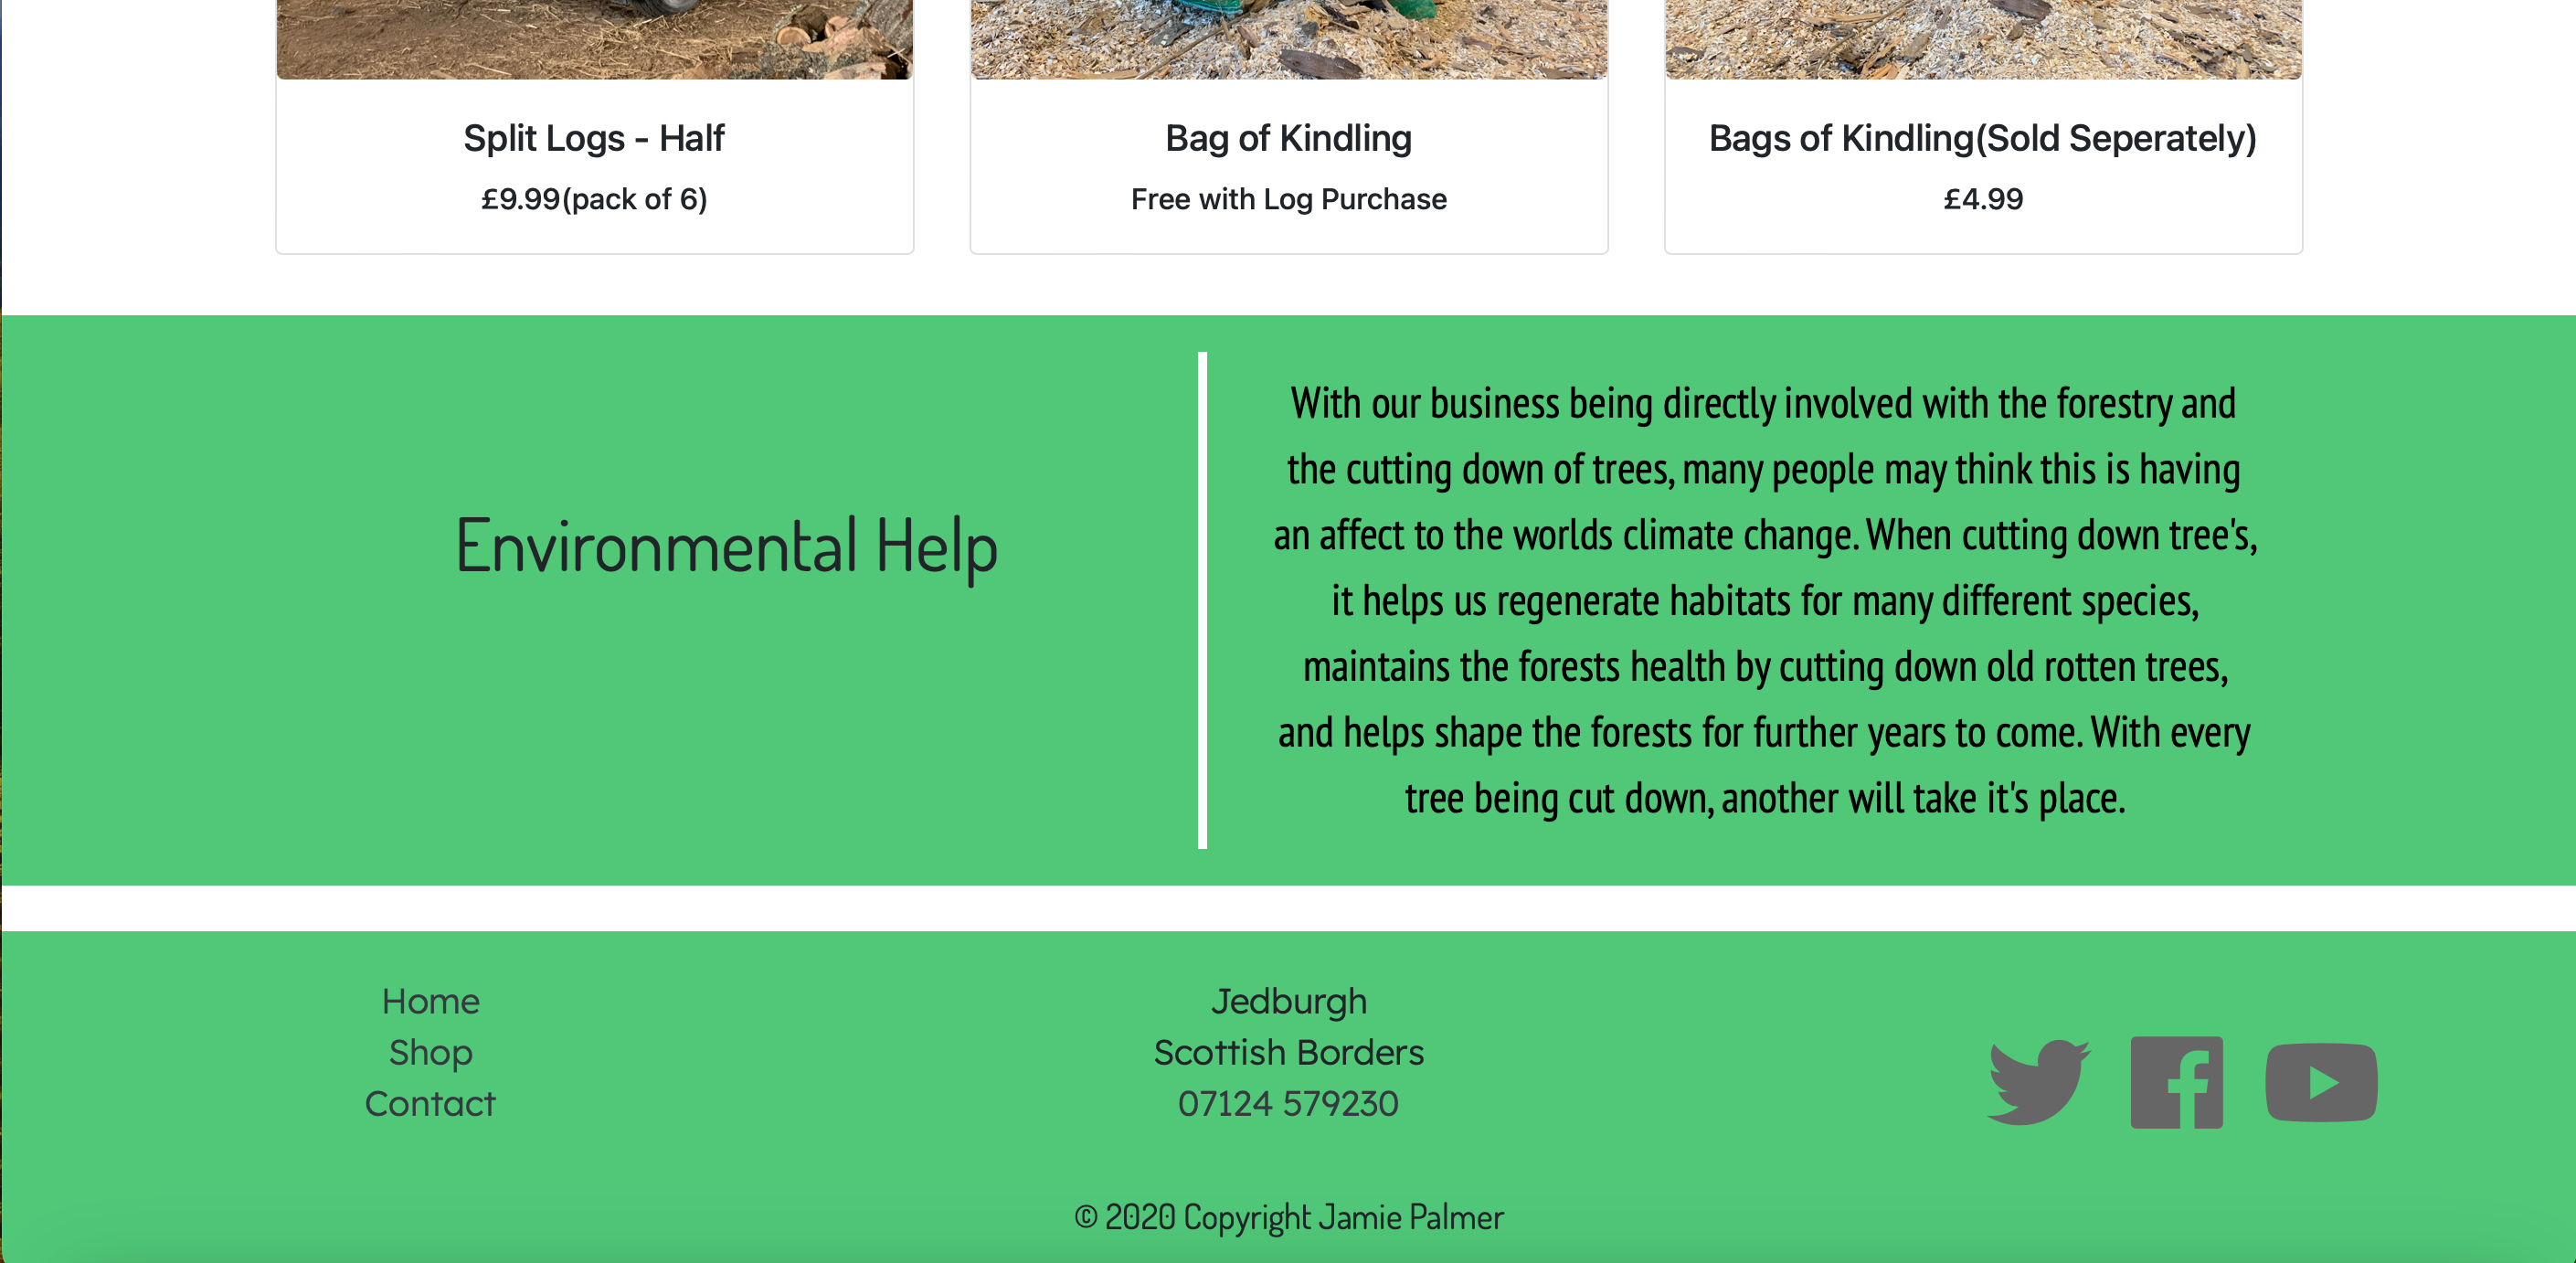 Split Logs - Half
£9.99(pack of 6)
Bag of Kindling
Free with Log Purchase
Bags of Kindling(Sold Seperately)
£4.99
Environmental Help
With our business being directly involved with the forestry and
the cutting down of trees, many people may think this is having
an affect to the worlds climate change. When cutting down tree's,
it helps us regenerate habitats for many different species,
maintains the forests health by cutting down old rotten trees,
and helps shape the forests for further years to come. With every
tree being cut down, another will take it's place.
Home
Shop
Contact
Jedburgh
Scottish Borders
07124 579230
© 2020 Copyright Jamie Palmer